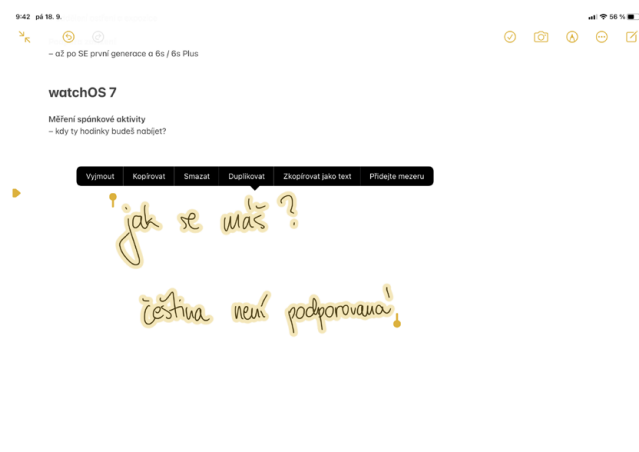 9:42 pá 18. 9. 56 %
– až po SE první generace a 6s / 6s Plus
watchOS 7
Měření spánkové aktivity
– kdy ty hodinky budeš nabíjet?
Vyjmout Kopírovat Smazat Duplikovat Zkopírovat jako text Přidejte mezeru
jak se máš?
čeština není podporovaná!